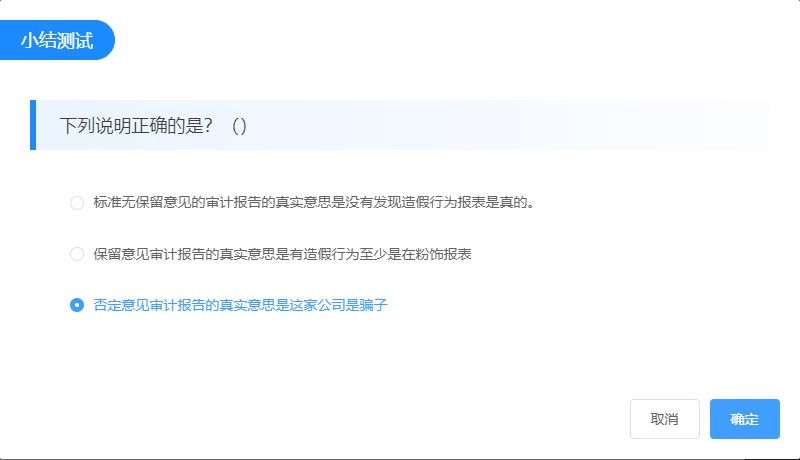 小结测试
下列说明正确的是？（）
标准无保留意见的审计报告的真实意思是没有发现造假行为报表是真的。
保留意见审计报告的真实意思是有造假行为至少是在粉饰报表
否定意见审计报告的真实意思是这家公司是骗子
取消
确定